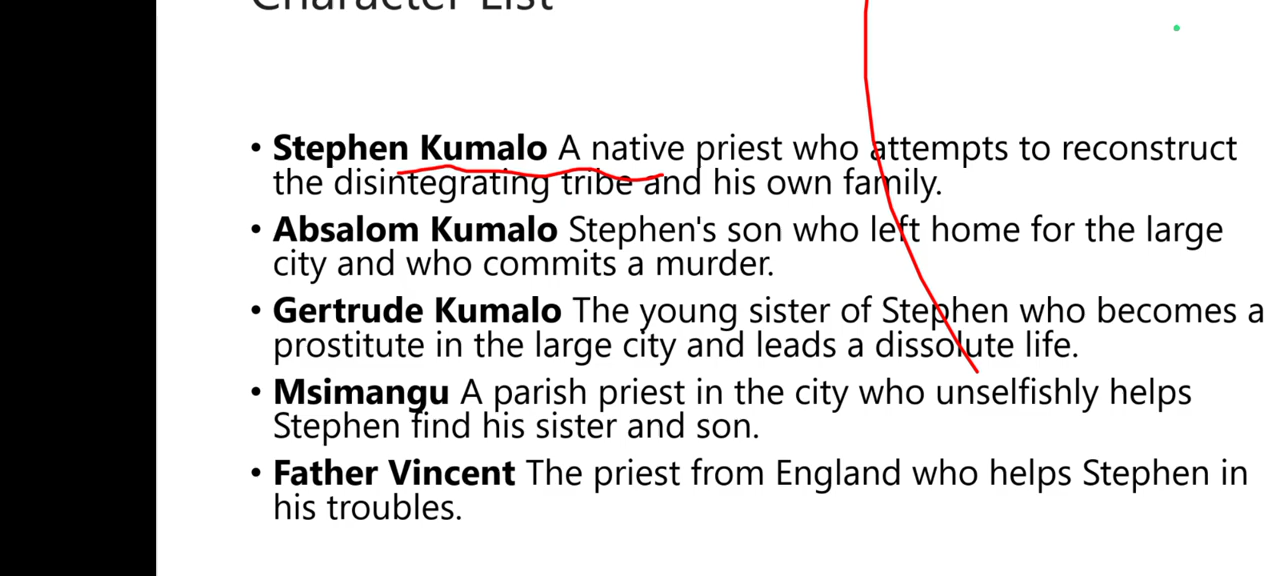 Character List
• Stephen Kumalo A native priest who attempts to reconstruct
the disintegrating tribe and his own family.
• Absalom Kumalo Stephen's son who left home for the large
city and who commits a murder.
• Gertrude Kumalo The young sister of Stephen who becomes a
prostitute in the large city and leads a dissolute life.
• Msimangu A parish priest in the city who unselfishly helps
Stephen find his sister and son.
• Father Vincent The priest from England who helps Stephen in
his troubles.